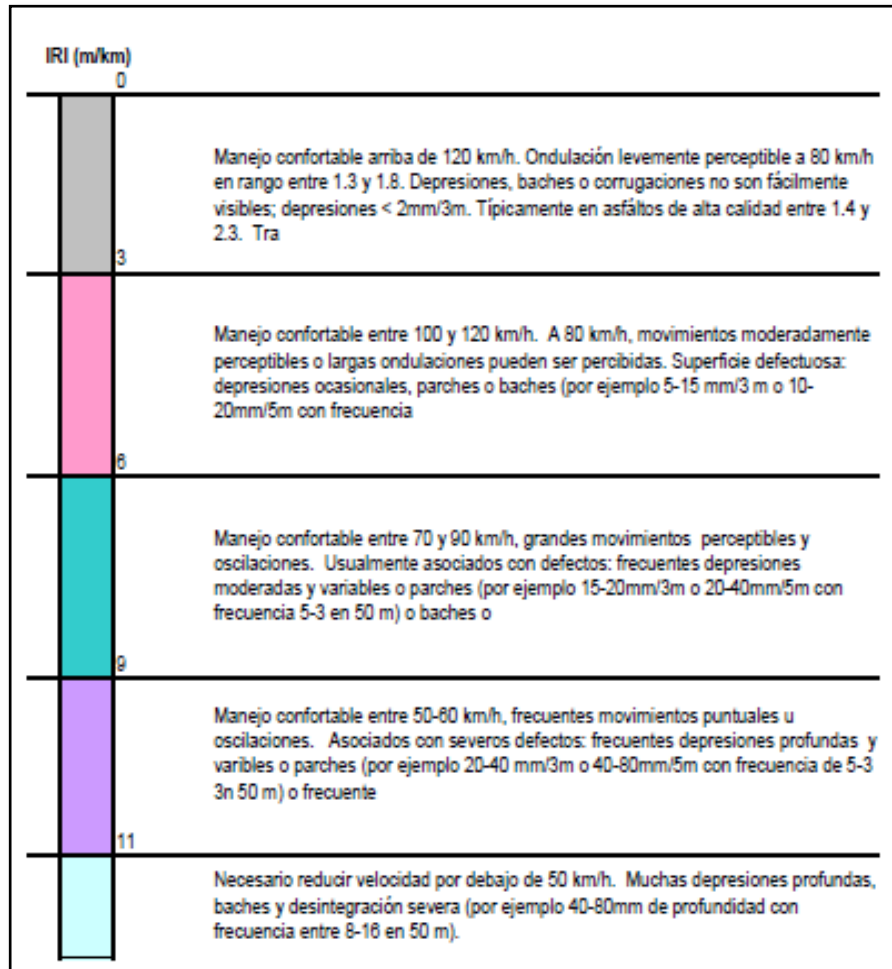 IRI (m/km)
0
Manejo confortable arriba de 120 km/h. Ondulación levemente perceptible a 80 km/h
en rango entre 1.3 y 1.8. Depresiones, baches o corrugaciones no son fácilmente
visibles; depresiones < 2mm/3m. Típicamente en asfáltos de alta calidad entre 1.4 y
2.3. Tra
3
Manejo confortable entre 100 y 120 km/h. A 80 km/h, movimientos moderadamente
perceptibles o largas ondulaciones pueden ser percibidas. Superficie defectuosa:
depresiones ocasionales, parches o baches (por ejemplo 5-15 mm/3 m o 10-
20mm/5m con frecuencia
6
Manejo confortable entre 70 y 90 km/h, grandes movimientos perceptibles y
oscilaciones. Usualmente asociados con defectos: frecuentes depresiones
moderadas y variables o parches (por ejemplo 15-20mm/3m o 20-40mm/5m con
frecuencia 5-3 en 50 m) o baches o
9
Manejo confortable entre 50-60 km/h, frecuentes movimientos puntuales u
oscilaciones. Asociados con severos defectos: frecuentes depresiones profundas y
varibles o parches (por ejemplo 20-40 mm/3m o 40-80mm/5m con frecuencia de 5-3
3n 50 m) o frecuente
11
Necesario reducir velocidad por debajo de 50 km/h. Muchas depresiones profundas,
baches y desintegración severa (por ejemplo 40-80mm de profundidad con
frecuencia entre 8-16 en 50 m).